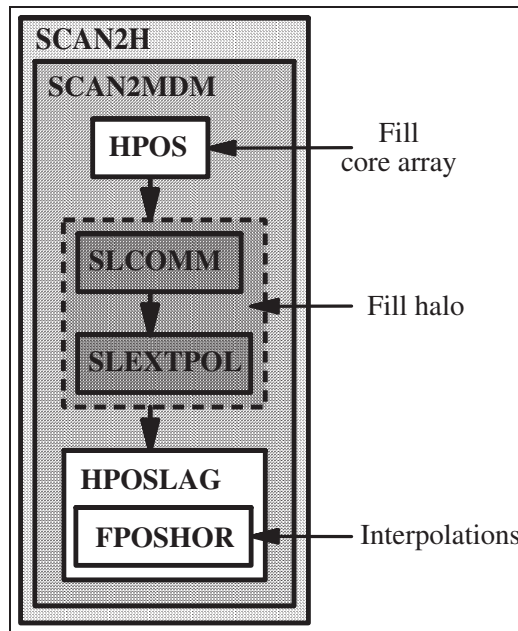 SCAN2H
SCAN2MDM
HPOS
Fill
core array
SLCOMM
Fill halo
SLEXTPOL
HPOSLAG
FPOSHOR
Interpolations